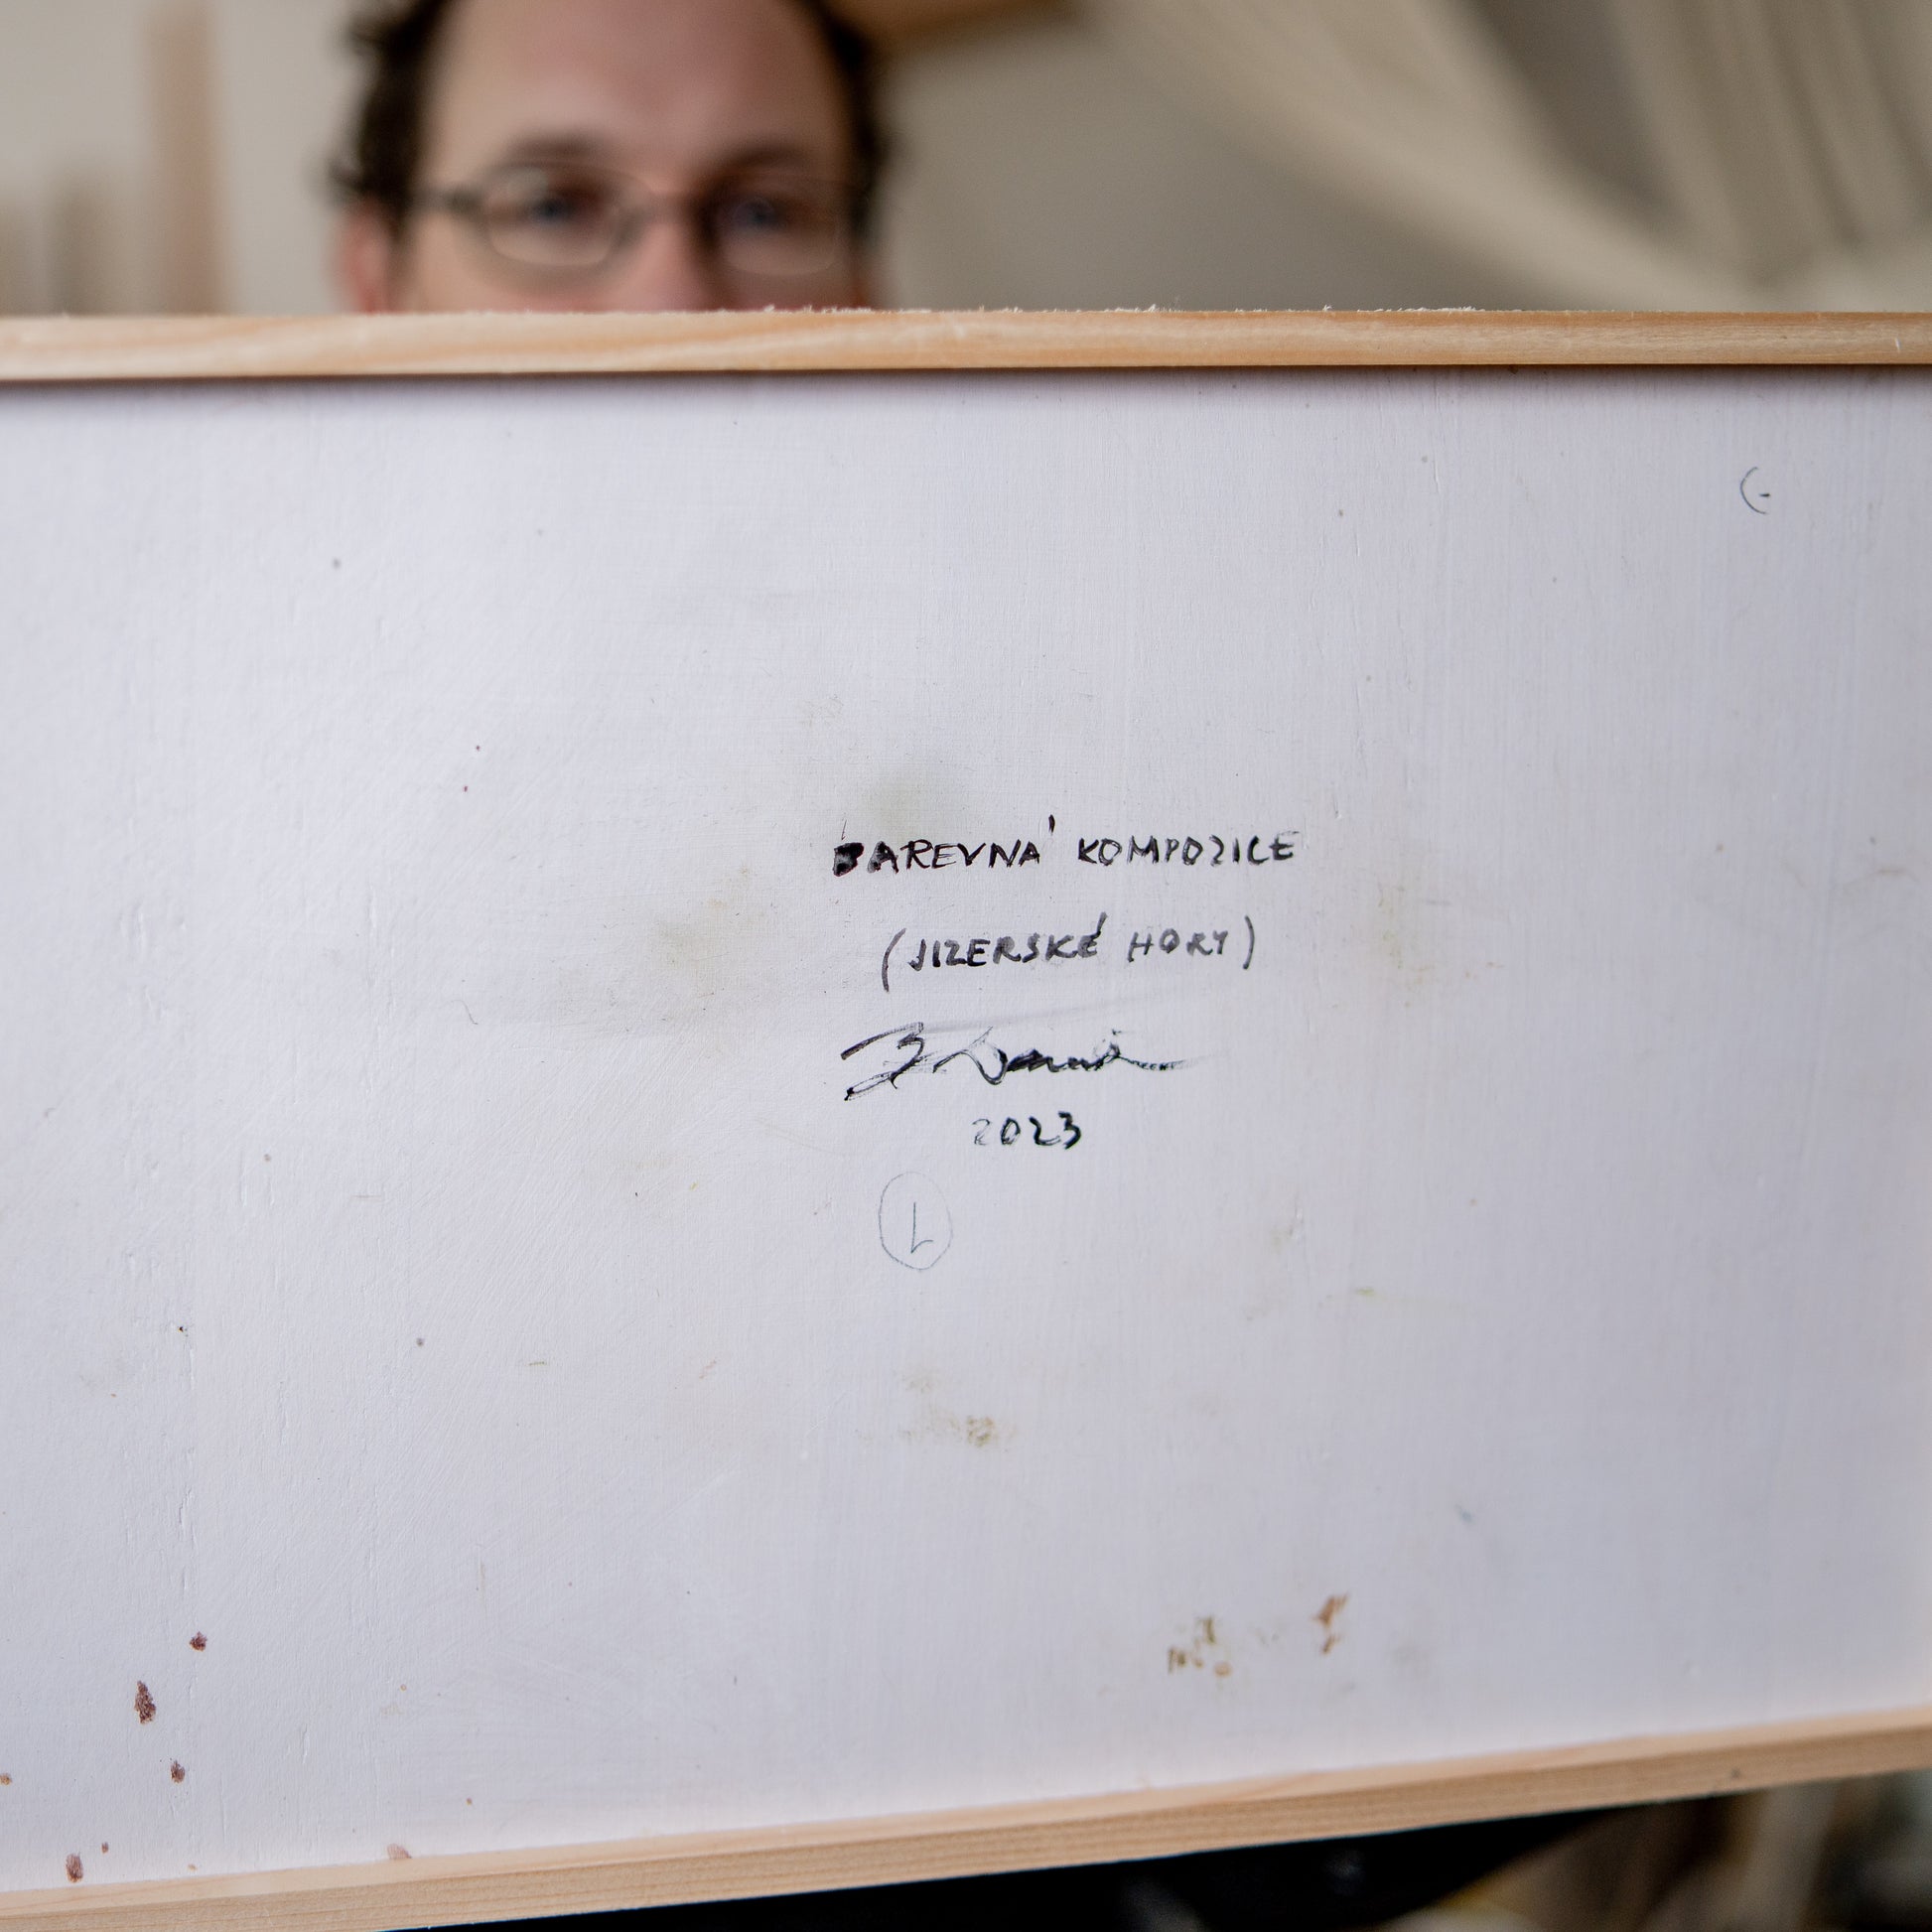 BAREVNÁ KOMPOZICE
(JIZERSKÉ HORY)
2023